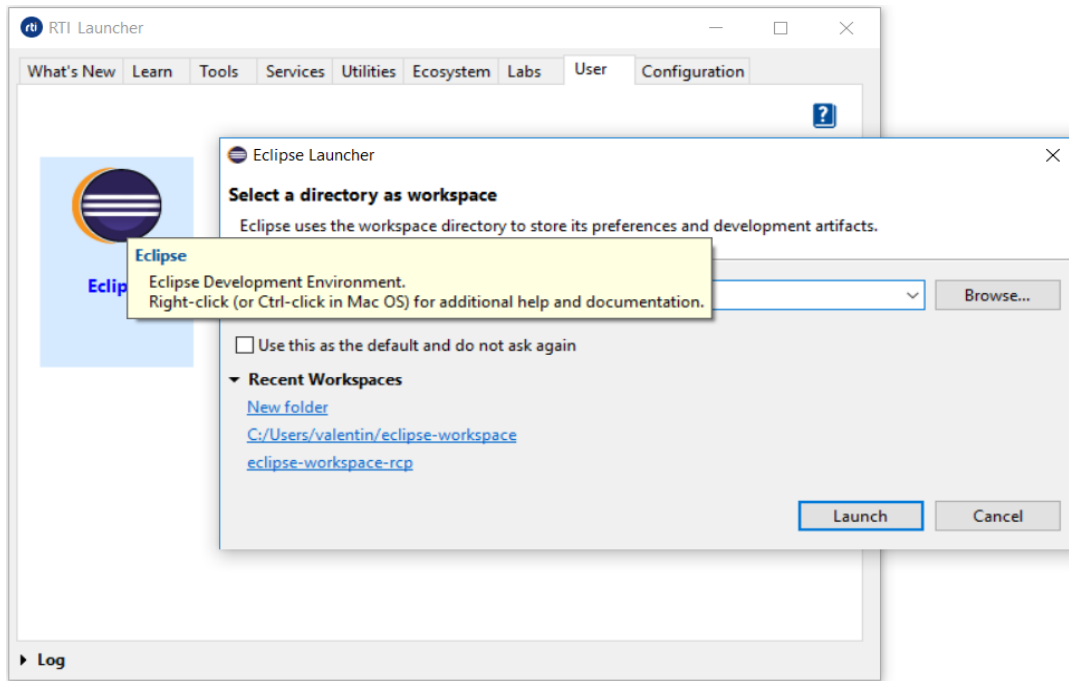 rti RTI Launcher
What's New Learn Tools Services Utilities Ecosystem Labs User Configuration
?
Eclipse Launcher
Select a directory as workspace
Eclipse uses the workspace directory to store its preferences and development artifacts.
Eclipse
Eclipse Development Environment.
Right-click (or Ctrl-click in Mac OS) for additional help and documentation.
Eclip
Browse...
Use this as the default and do not ask again
Recent Workspaces
New folder
C:/Users/valentin/eclipse-workspace
eclipse-workspace-rcp
Launch Cancel
Log